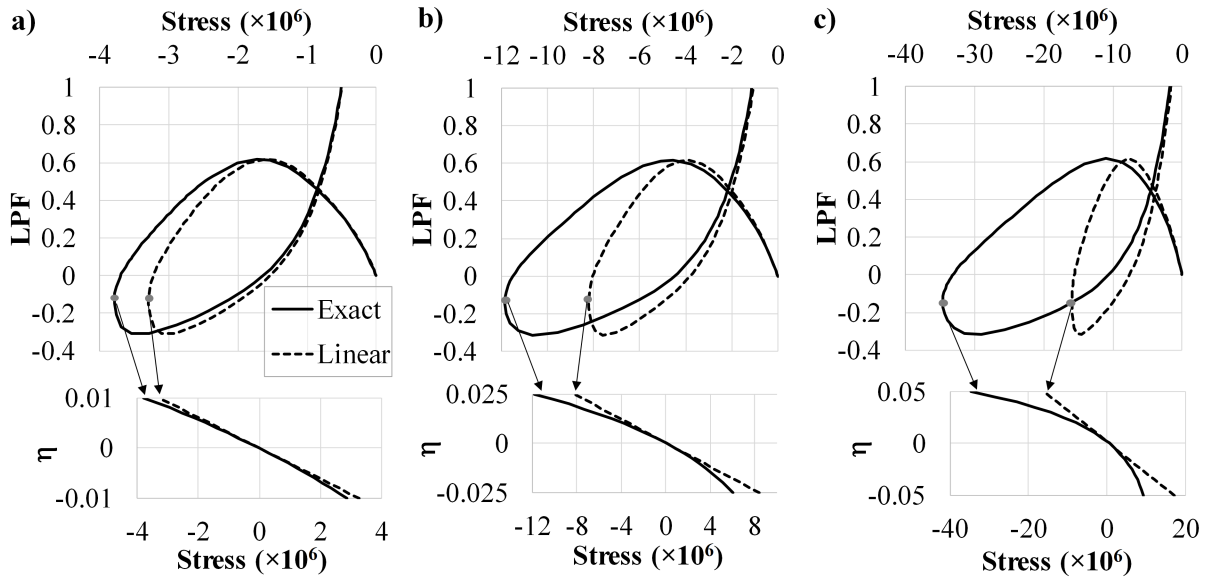 a)
Stress (×10⁶)
-4 -3 -2 -1 0
1
0.8
0.6
0.4
0.2
0
-0.2
-0.4
LPF
Exact
Linear
0.01
0
-0.01
η
-4 -2 0 2 4
Stress (×10⁶)
b)
Stress (×10⁶)
-12 -10 -8 -6 -4 -2 0
1
0.8
0.6
0.4
0.2
0
-0.2
-0.4
LPF
0.025
0
-0.025
η
-12 -8 -4 0 4 8
Stress (×10⁶)
c)
Stress (×10⁶)
-40 -30 -20 -10 0
1
0.8
0.6
0.4
0.2
0
-0.2
-0.4
LPF
0.05
0
-0.05
η
-40 -20 0 20
Stress (×10⁶)